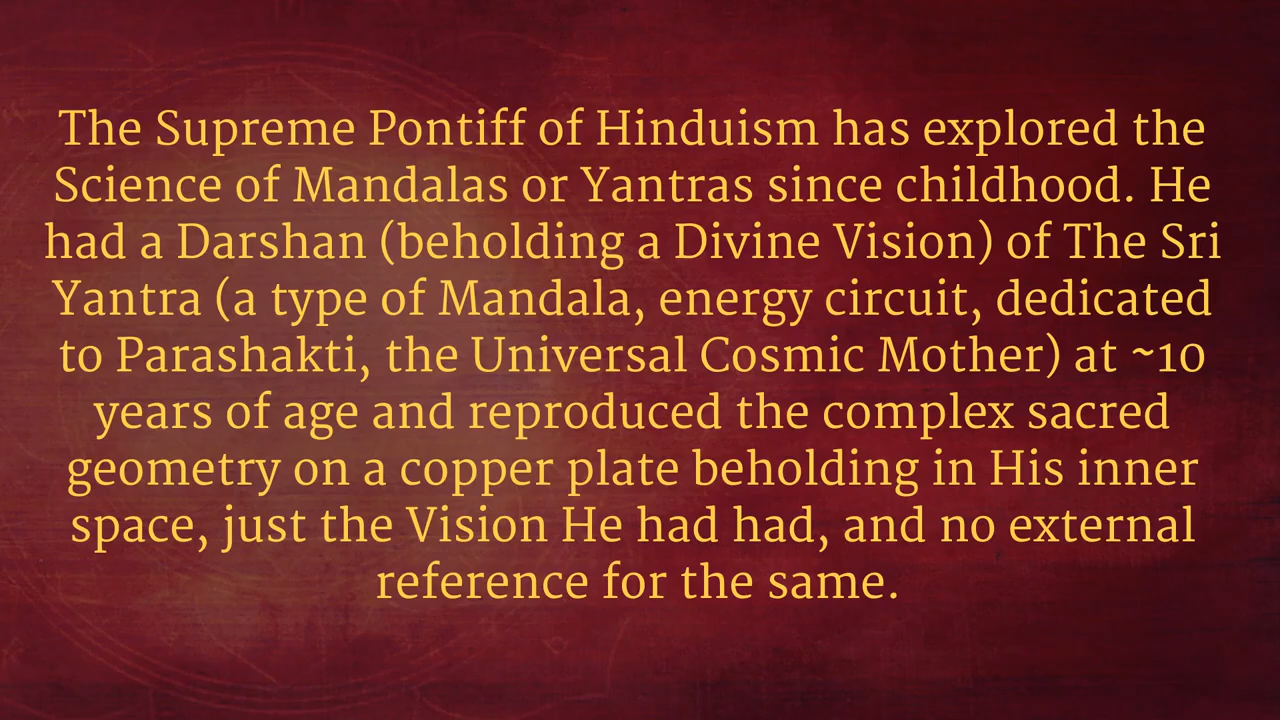 The Supreme Pontiff of Hinduism has explored the
Science of Mandalas or Yantras since childhood. He
had a Darshan (beholding a Divine Vision) of The Sri
Yantra (a type of Mandala, energy circuit, dedicated
to Parashakti, the Universal Cosmic Mother) at ~10
years of age and reproduced the complex sacred
geometry on a copper plate beholding in His inner
space, just the Vision He had had, and no external
reference for the same.